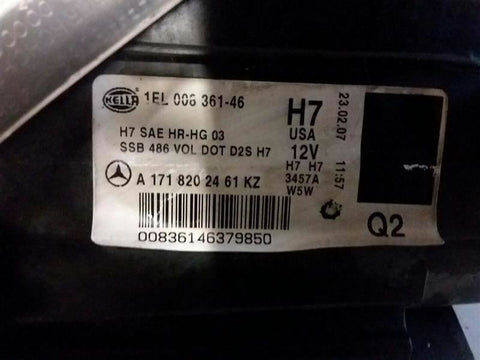 HELLA
1EL 008 361-46
H7
USA
12V
23.02.07
11:57
H7 SAE HR-HG 03
SSB 486 VOL DOT D2S H7
H7 H7
3457A
W5W
A 171 820 24 61 KZ
00836146379850
Q2